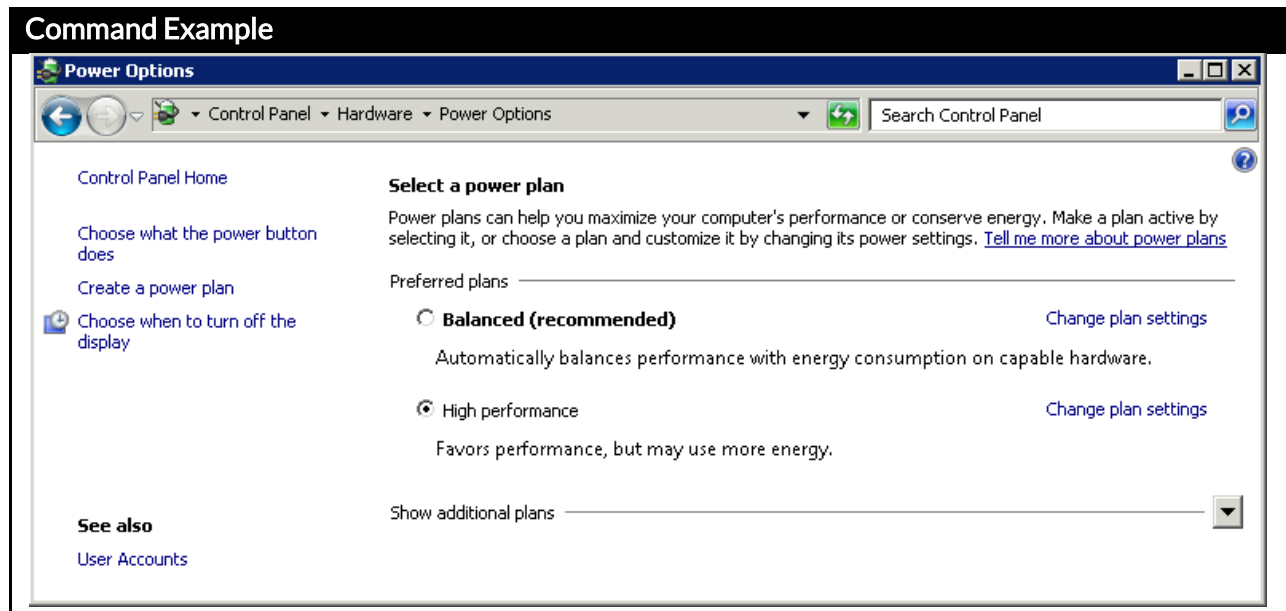 Command Example
Power Options
Control Panel Hardware Power Options
Search Control Panel
Control Panel Home
Choose what the power button
does
Create a power plan
Choose when to turn off the
display
See also
User Accounts
Select a power plan
Power plans can help you maximize your computer's performance or conserve energy. Make a plan active by
selecting it, or choose a plan and customize it by changing its power settings. Tell me more about power plans
Preferred plans
Balanced (recommended) Change plan settings
Automatically balances performance with energy consumption on capable hardware.
High performance Change plan settings
Favors performance, but may use more energy.
Show additional plans